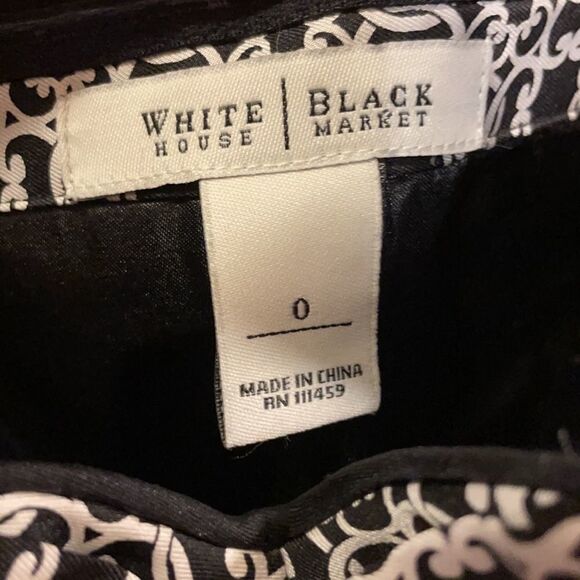 WHITE | BLACK
HOUSE | MARKET
0
MADE IN CHINA
RN 111459